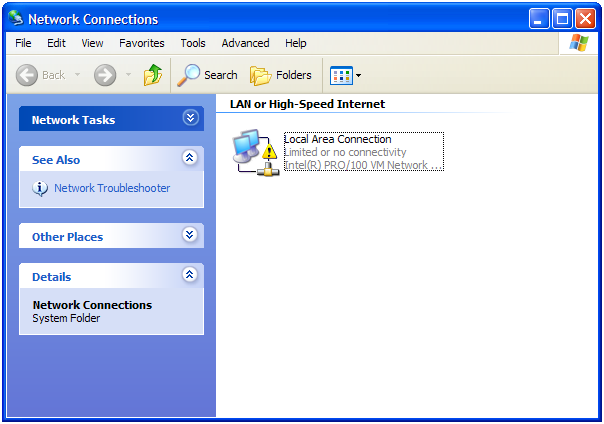 Network Connections
File Edit View Favorites Tools Advanced Help
Back Search Folders
Network Tasks
See Also
Network Troubleshooter
Other Places
Details
Network Connections
System Folder
LAN or High-Speed Internet
Local Area Connection
Limited or no connectivity
Intel(R) PRO/100 VM Network ...